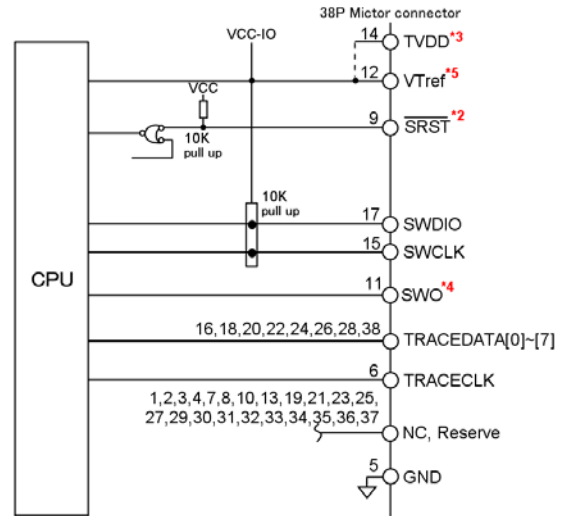 38P Mictor connector
VCC-IO
14 TVDD*3
12 VTref*5
VCC
9 SRST*2
10K
pull up
10K
pull up
17 SWDIO
15 SWCLK
CPU
11 SWO*4
16,18,20,22,24,26,28,38 TRACEDATA[0]~[7]
6 TRACECLK
1,2,3,4,7,8,10,13,19,21,23,25,
27,29,30,31,32,33,34,35,36,37
NC, Reserve
5 GND